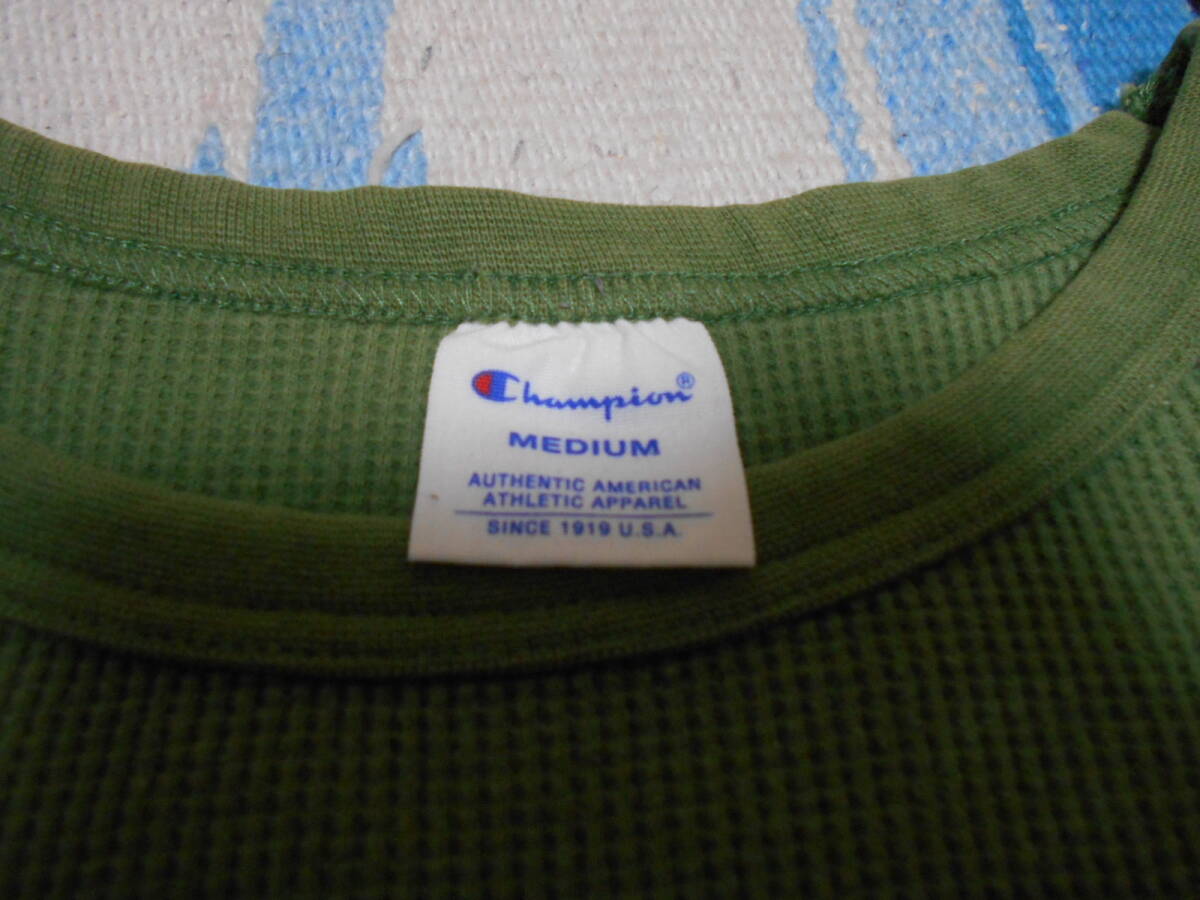 Champion®
MEDIUM
AUTHENTIC AMERICAN
ATHLETIC APPAREL
SINCE 1919 U.S.A.